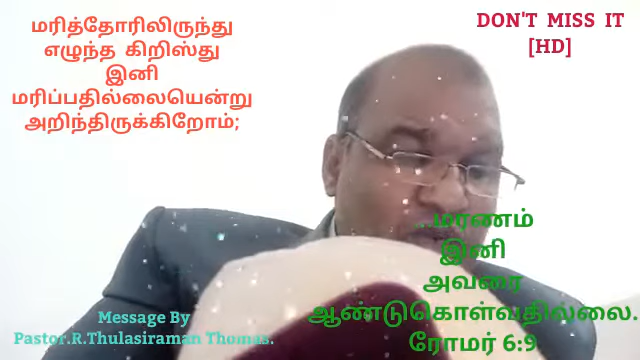 மரித்தோரிலிருந்து
எழுந்த கிறிஸ்து
இனி
மரிப்பதில்லையென்று
அறிந்திருக்கிறோம்;
DON'T MISS IT
[HD]
..மரணம்
இனி
அவரை
ஆண்டுகொள்வதில்லை.
ரோமர் 6:9
Message By
Pastor.R.Thulasiraman Thomas.